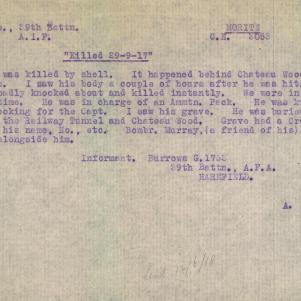 ., 39th Battn.,
A.I.F.
MORITZ
G.H. 3083
"Killed 29-9-17"
was killed by shell. It happened behind Chateau Wood
I saw his body a couple of hours after he was hit.
badly knocked about and killed instantly. We were in
time. He was in charge of an Ammtn. Pack. He was
looking for the Capt. I saw his grave. He was buried
the Railway Tunnel and Chateau Wood. Grave had a
his name, No., etc. Bombr. Murray, (a friend of his)
alongside him.
Informant. Burrows G.
39th Battn., A.F.A.
HAREFIELD.
A.